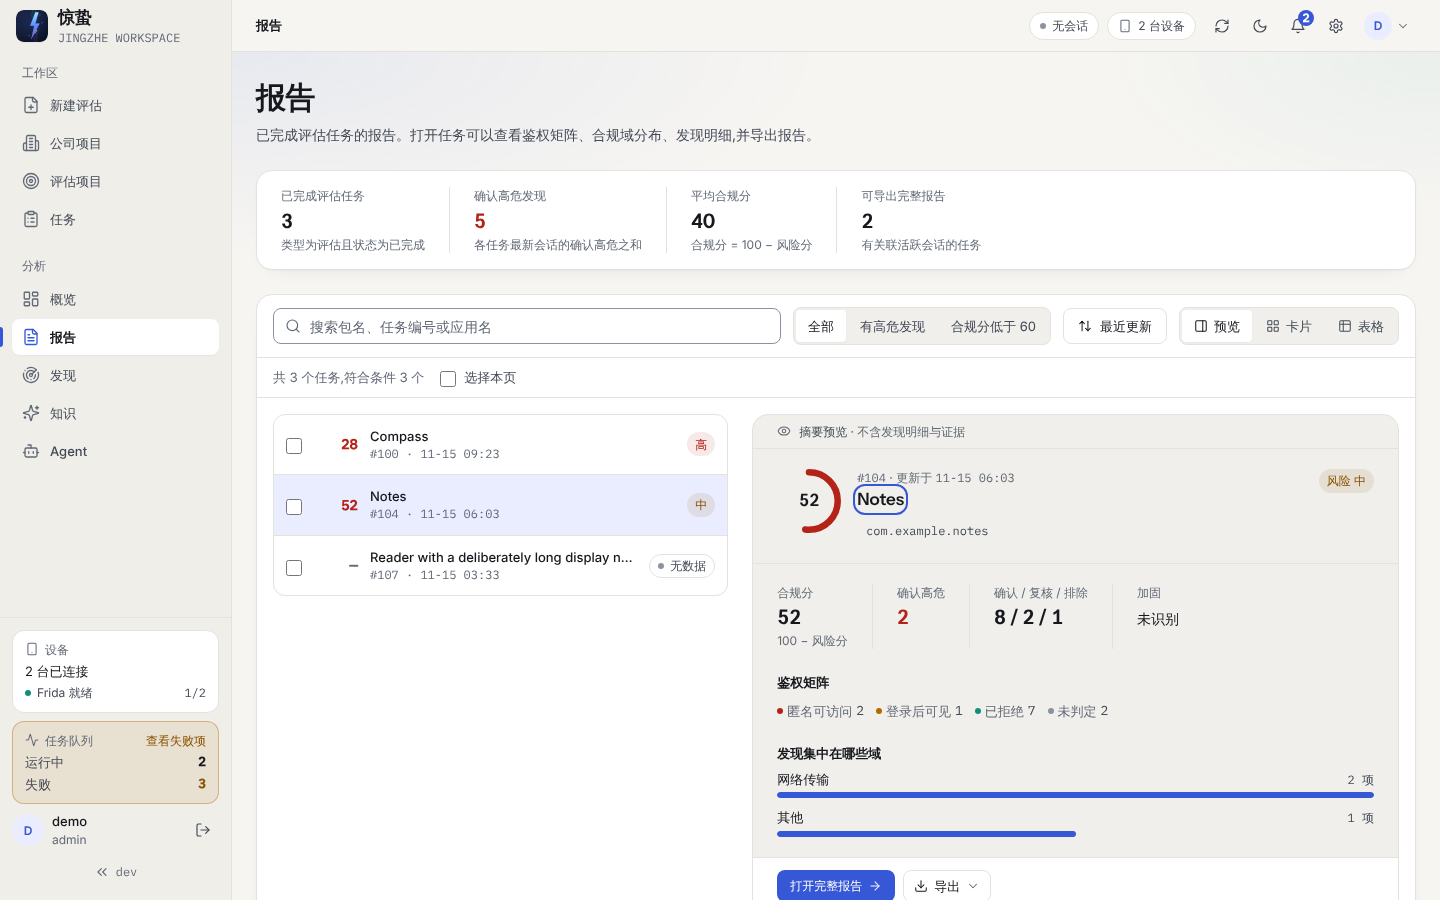 惊蛰
JINGZHE WORKSPACE
工作区
新建评估
公司项目
评估项目
任务
分析
概览
报告
发现
知识
Agent
设备
2 台已连接
Frida 就绪 1/2
任务队列 查看失败项
运行中 2
失败 3
D demo
admin
dev
报告
无会话
2 台设备
2
D
报告
已完成评估任务的报告。打开任务可以查看鉴权矩阵、合规域分布、发现明细,并导出报告。
已完成评估任务
3
类型为评估且状态为已完成
确认高危发现
5
各任务最新会话的确认高危之和
平均合规分
40
合规分 = 100 − 风险分
可导出完整报告
2
有关联活跃会话的任务
搜索包名、任务编号或应用名
全部 有高危发现 合规分低于 60
最近更新
预览 卡片 表格
共 3 个任务,符合条件 3 个 选择本页
28 Compass 高
#100 · 11-15 09:23
52 Notes 中
#104 · 11-15 06:03
– Reader with a deliberately long display n... 无数据
#107 · 11-15 03:33
摘要预览 · 不含发现明细与证据
52
#104 · 更新于 11-15 06:03
Notes
com.example.notes
风险 中
合规分
52
100 − 风险分
确认高危
2
确认 / 复核 / 排除
8 / 2 / 1
加固
未识别
鉴权矩阵
匿名可访问 2 登录后可见 1 已拒绝 7 未判定 2
发现集中在哪些域
网络传输 2 项
其他 1 项
打开完整报告
导出